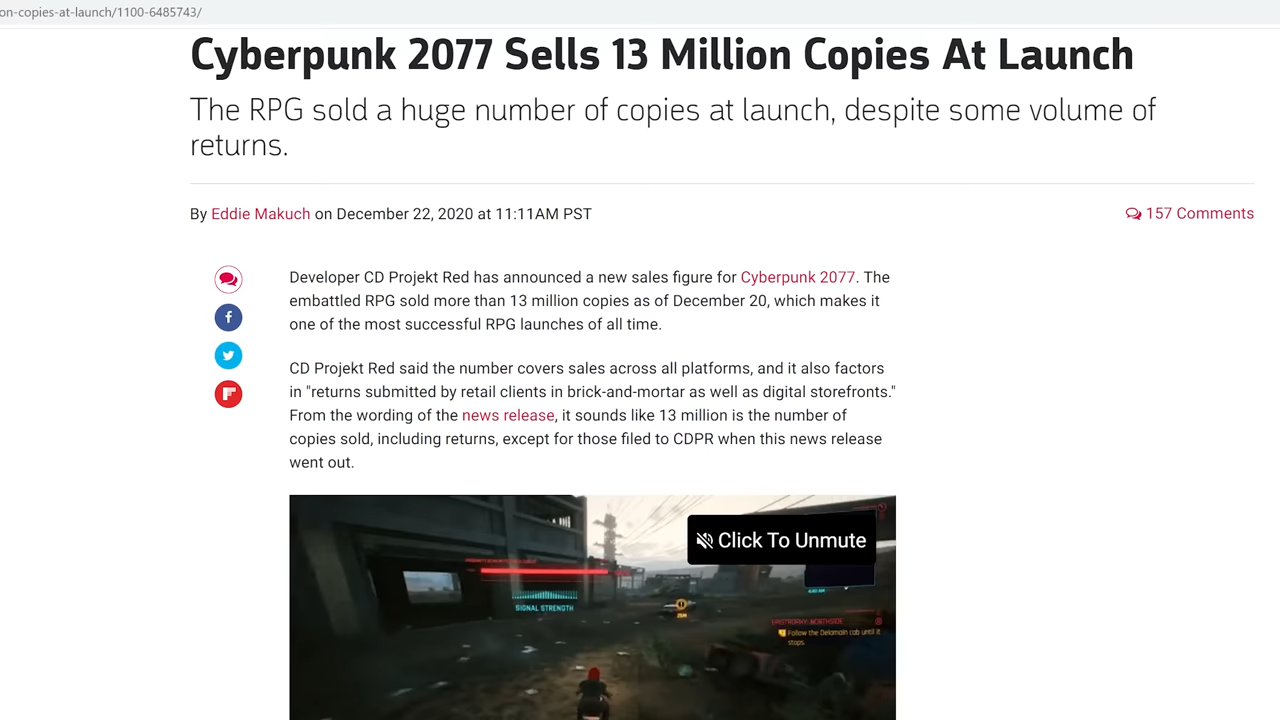 on-copies-at-launch/1100-6485743/
Cyberpunk 2077 Sells 13 Million Copies At Launch
The RPG sold a huge number of copies at launch, despite some volume of
returns.
By Eddie Makuch on December 22, 2020 at 11:11AM PST
157 Comments
Developer CD Projekt Red has announced a new sales figure for Cyberpunk 2077. The
embattled RPG sold more than 13 million copies as of December 20, which makes it
one of the most successful RPG launches of all time.
CD Projekt Red said the number covers sales across all platforms, and it also factors
in "returns submitted by retail clients in brick-and-mortar as well as digital storefronts."
From the wording of the news release, it sounds like 13 million is the number of
copies sold, including returns, except for those filed to CDPR when this news release
went out.
Click To Unmute
SIGNAL STRENGTH
Follow the Delamain cab until it
stops.